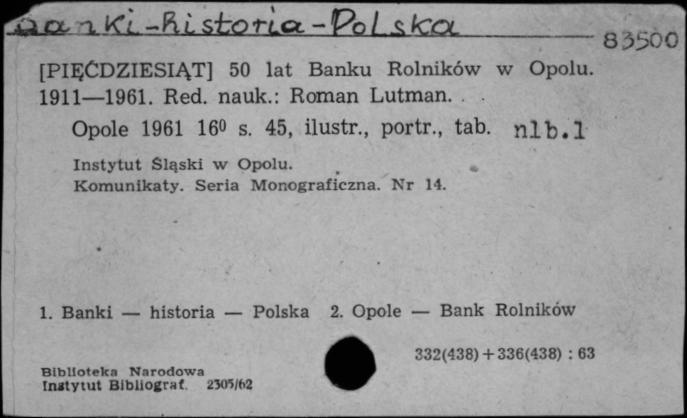 Banki-historia-Polska
83500
[PIĘĆDZIESIĄT] 50 lat Banku Rolników w Opolu.
1911—1961. Red. nauk.: Roman Lutman.
Opole 1961 16⁰ s. 45, ilustr., portr., tab. nlb.1
Instytut Śląski w Opolu.
Komunikaty. Seria Monograficzna. Nr 14.
1. Banki — historia — Polska 2. Opole — Bank Rolników
332(438)+336(438) : 63
Biblioteka Narodowa
Instytut Bibliograf. 2305/62